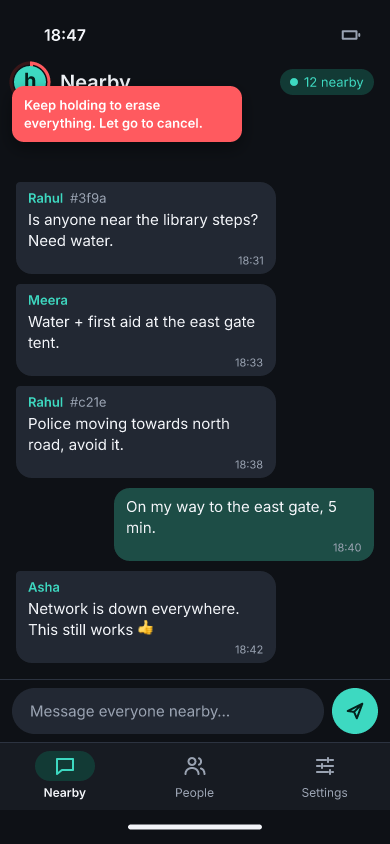 18:47
h Nearby
12 nearby
Keep holding to erase
everything. Let go to cancel.
Rahul #3f9a
Is anyone near the library steps?
Need water.
18:31
Meera
Water + first aid at the east gate
tent.
18:33
Rahul #c21e
Police moving towards north
road, avoid it.
18:38
On my way to the east gate, 5
min.
18:40
Asha
Network is down everywhere.
This still works 👍
18:42
Message everyone nearby...
Nearby
People
Settings